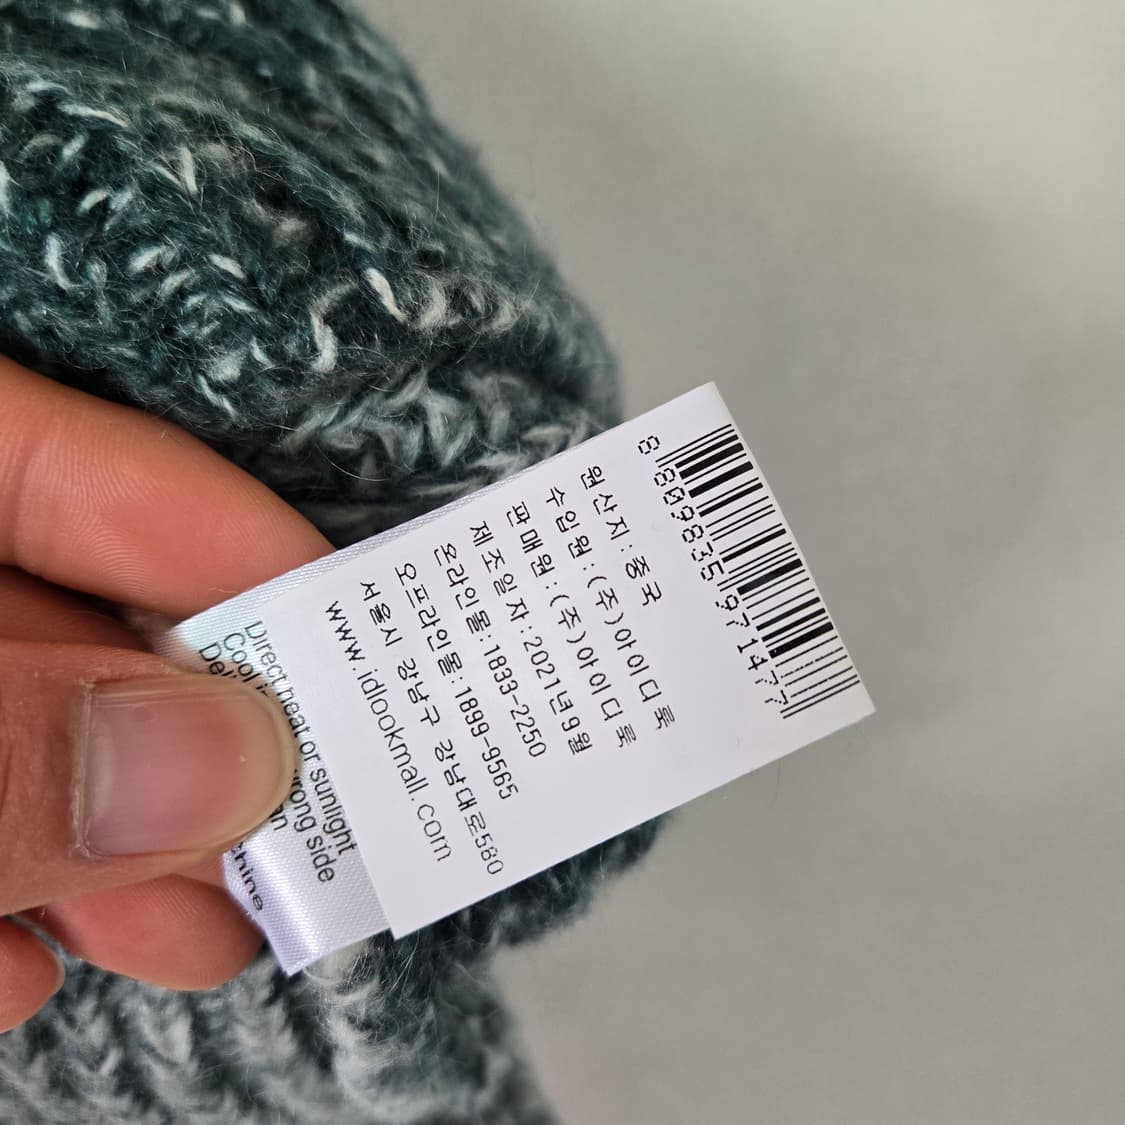 8 809835 971477
원산지 : 중국
수입원 : (주)아이디룩
판매원 : (주)아이디룩
제조일자 : 2021년 9월
온라인몰 : 1833-2250
오프라인몰 : 1899-9565
서울시 강남구 강남대로580
www.idlookmall.com
Direct heat or sunlight
Cool
wrong side